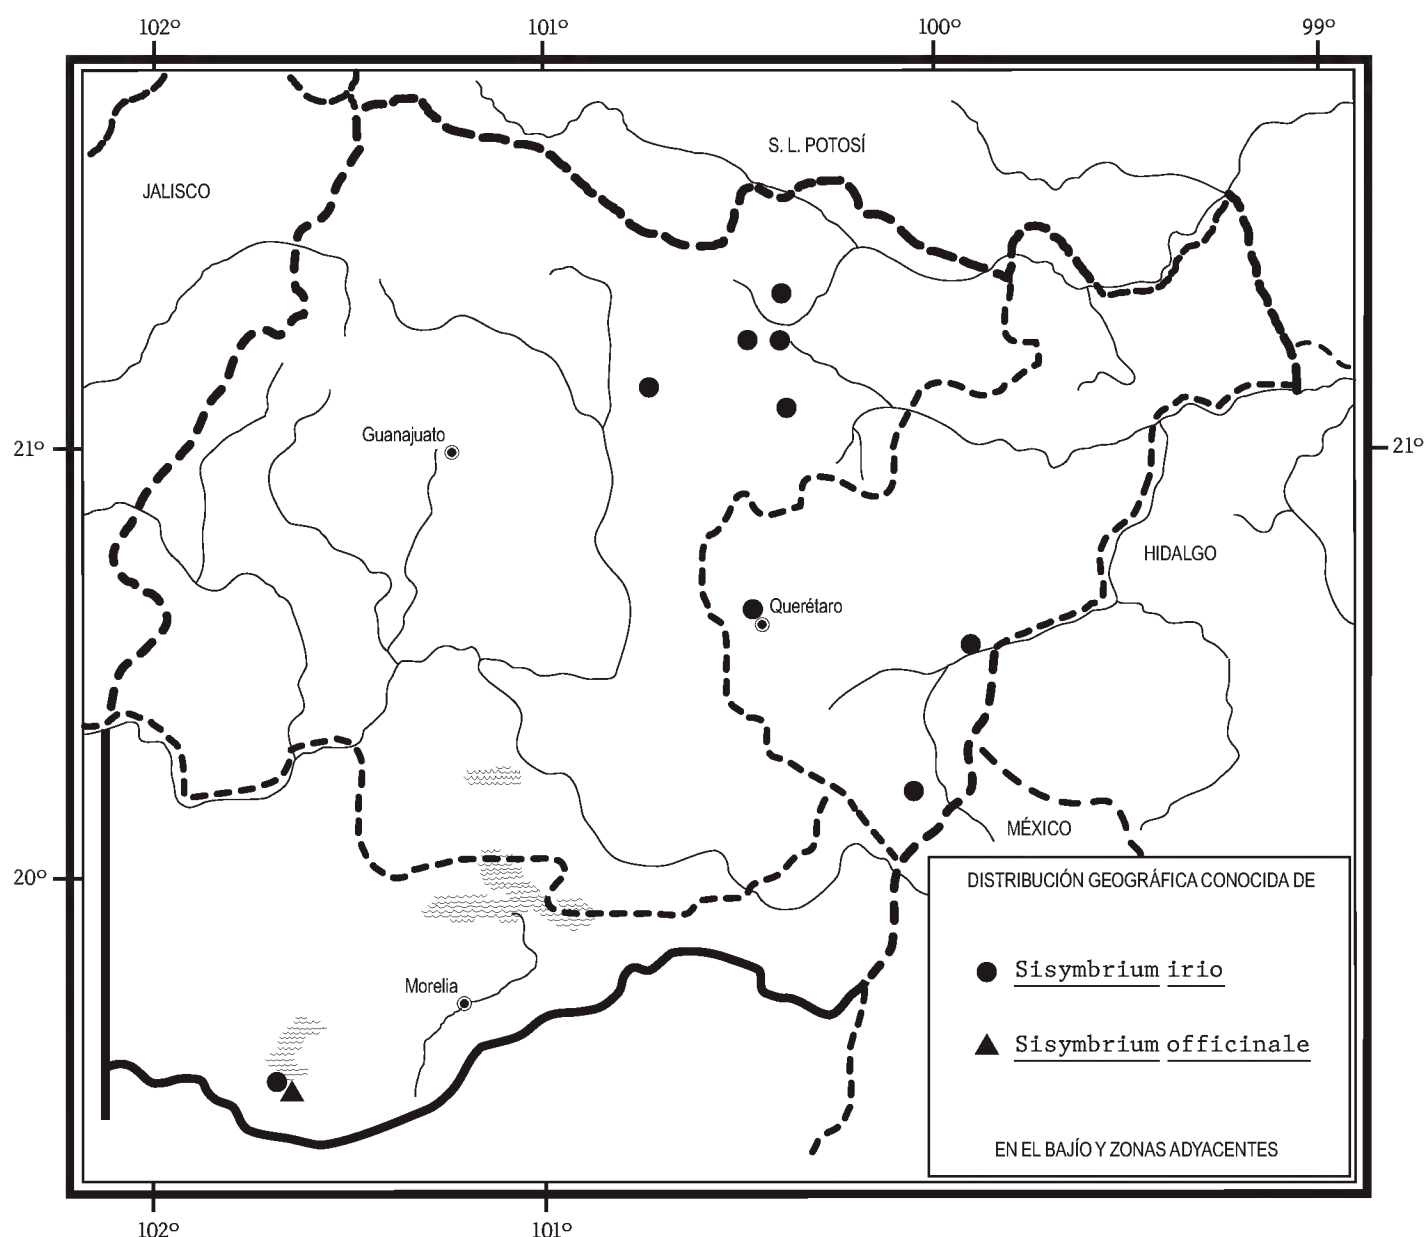 102º 101º 100º 99º
S. L. POTOSÍ
JALISCO
Guanajuato
21º 21º
HIDALGO
Querétaro
MÉXICO
20º
DISTRIBUCIÓN GEOGRÁFICA CONOCIDA DE
Sisymbrium irio
Morelia
Sisymbrium officinale
EN EL BAJÍO Y ZONAS ADYACENTES
102º 101º